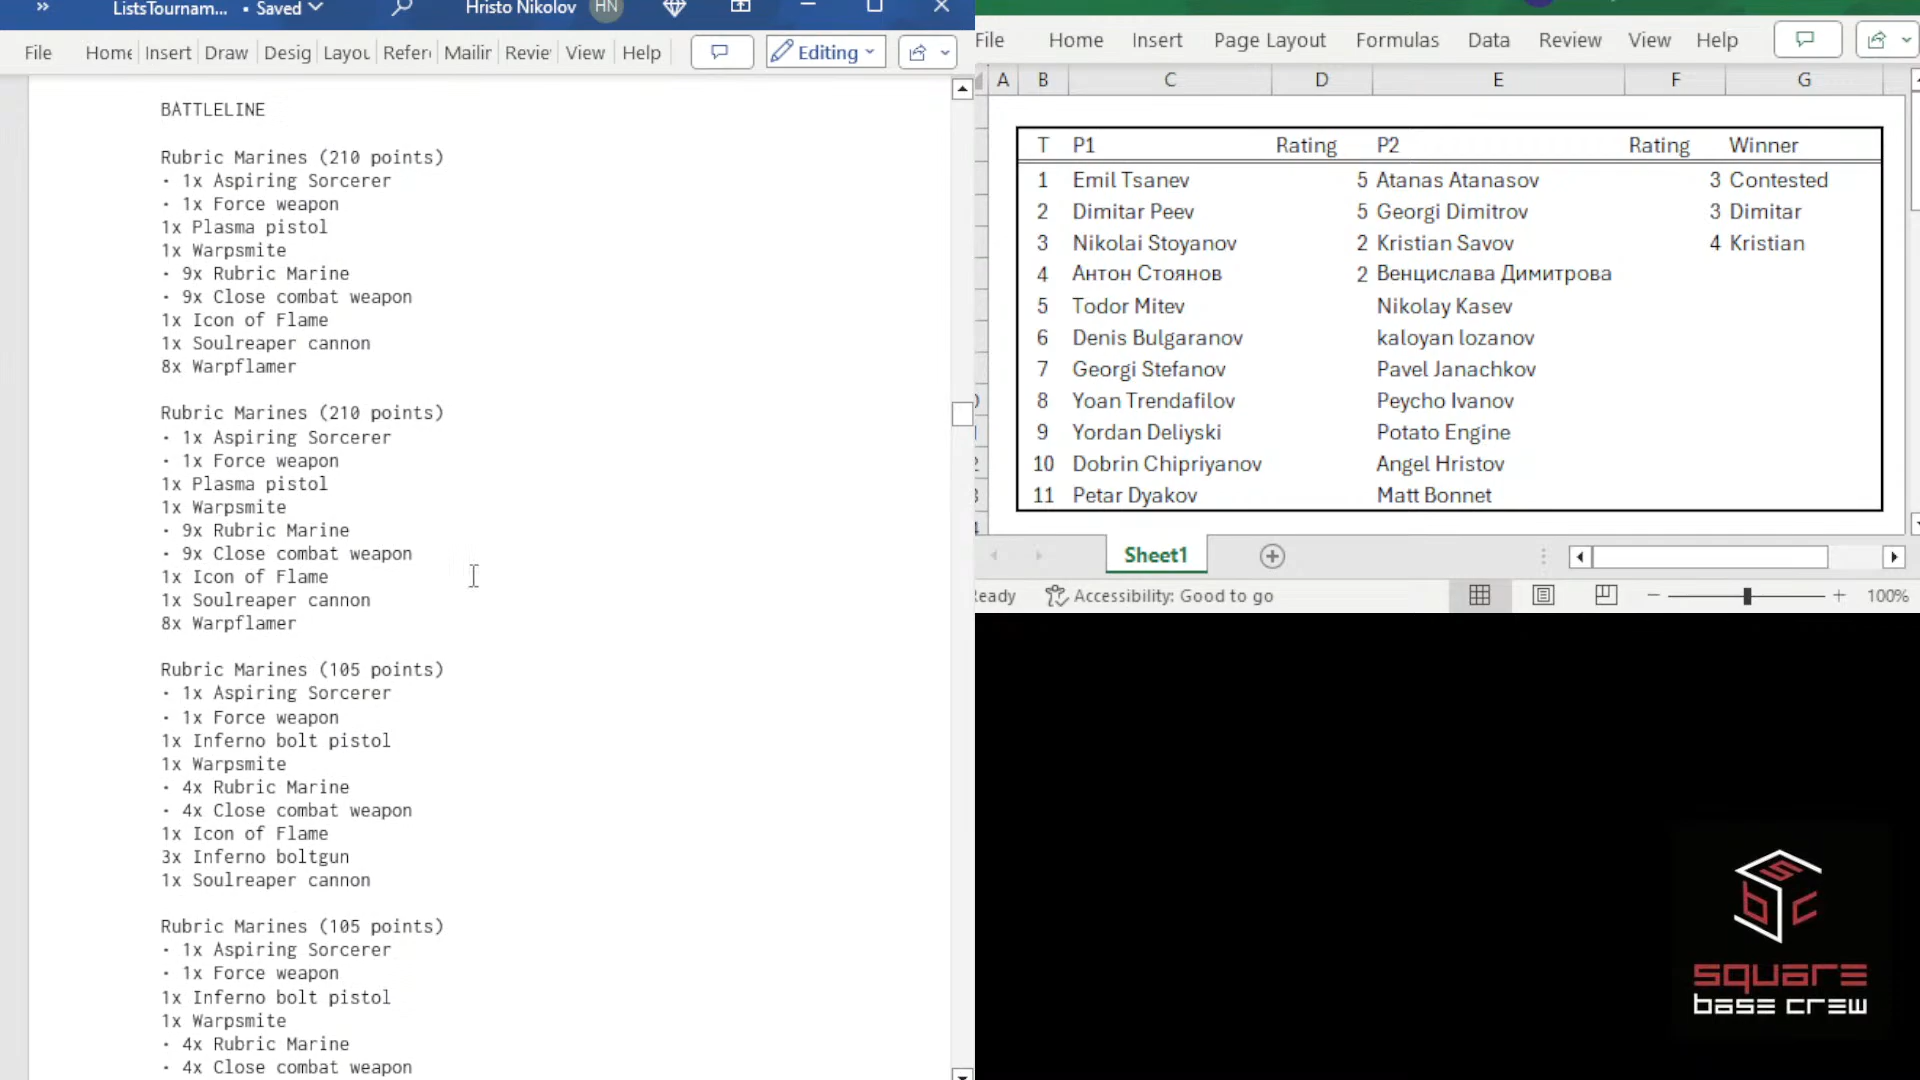 ListsTournam... • Saved
Hristo Nikolov HN
File Home Insert Draw Desig Layou Refer Mailir Revie View Help Editing
BATTLELINE
Rubric Marines (210 points)
• 1x Aspiring Sorcerer
• 1x Force weapon
1x Plasma pistol
1x Warpsmite
• 9x Rubric Marine
• 9x Close combat weapon
1x Icon of Flame
1x Soulreaper cannon
8x Warpflamer
Rubric Marines (210 points)
• 1x Aspiring Sorcerer
• 1x Force weapon
1x Plasma pistol
1x Warpsmite
• 9x Rubric Marine
• 9x Close combat weapon
1x Icon of Flame
1x Soulreaper cannon
8x Warpflamer
Rubric Marines (105 points)
• 1x Aspiring Sorcerer
• 1x Force weapon
1x Inferno bolt pistol
1x Warpsmite
• 4x Rubric Marine
• 4x Close combat weapon
1x Icon of Flame
3x Inferno boltgun
1x Soulreaper cannon
Rubric Marines (105 points)
• 1x Aspiring Sorcerer
• 1x Force weapon
1x Inferno bolt pistol
1x Warpsmite
• 4x Rubric Marine
• 4x Close combat weapon
File Home Insert Page Layout Formulas Data Review View Help
A B C D E F G
T P1 Rating P2 Rating Winner
1 Emil Tsanev 5 Atanas Atanasov 3 Contested
2 Dimitar Peev 5 Georgi Dimitrov 3 Dimitar
3 Nikolai Stoyanov 2 Kristian Savov 4 Kristian
4 Антон Стоянов 2 Венцислава Димитрова
5 Todor Mitev Nikolay Kasev
6 Denis Bulgaranov kaloyan lozanov
7 Georgi Stefanov Pavel Janachkov
8 Yoan Trendafilov Peycho Ivanov
9 Yordan Deliyski Potato Engine
10 Dobrin Chipriyanov Angel Hristov
11 Petar Dyakov Matt Bonnet
Sheet1
eady Accessibility: Good to go 100%
sbc
square
base crew